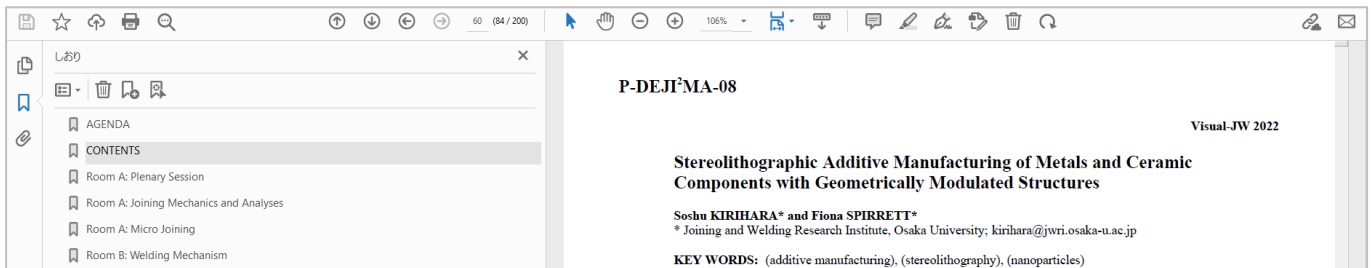 60 (84 / 200)
106%
しおり
AGENDA
CONTENTS
Room A: Plenary Session
Room A: Joining Mechanics and Analyses
Room A: Micro Joining
Room B: Welding Mechanism
P-DEJI²MA-08
Visual-JW 2022
Stereolithographic Additive Manufacturing of Metals and Ceramic
Components with Geometrically Modulated Structures
Soshu KIRIHARA* and Fiona SPIRRETT*
* Joining and Welding Research Institute, Osaka University; kirihara@jwri.osaka-u.ac.jp
KEY WORDS: (additive manufacturing), (stereolithography), (nanoparticles)